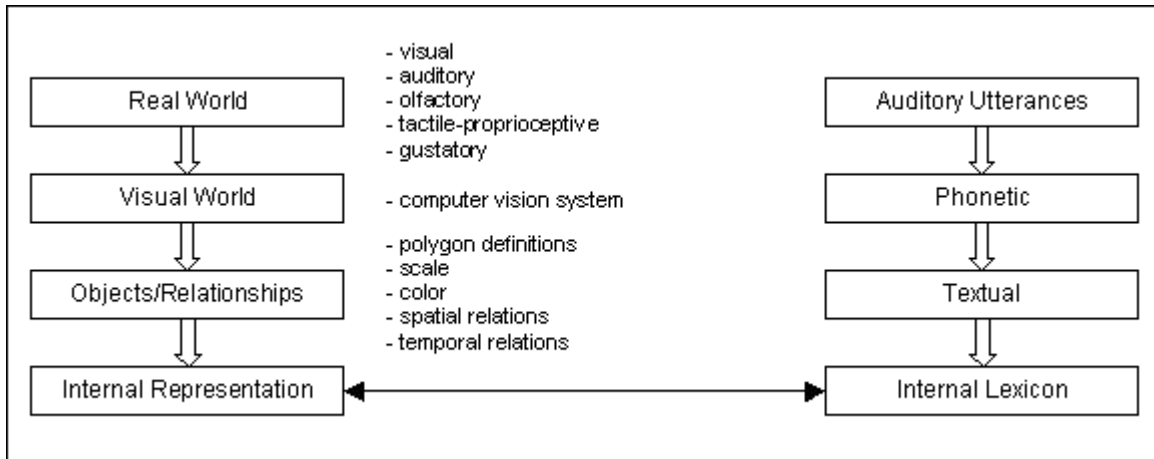 Real World
Visual World
Objects/Relationships
Internal Representation
- visual
- auditory
- olfactory
- tactile-proprioceptive
- gustatory
- computer vision system
- polygon definitions
- scale
- color
- spatial relations
- temporal relations
Auditory Utterances
Phonetic
Textual
Internal Lexicon